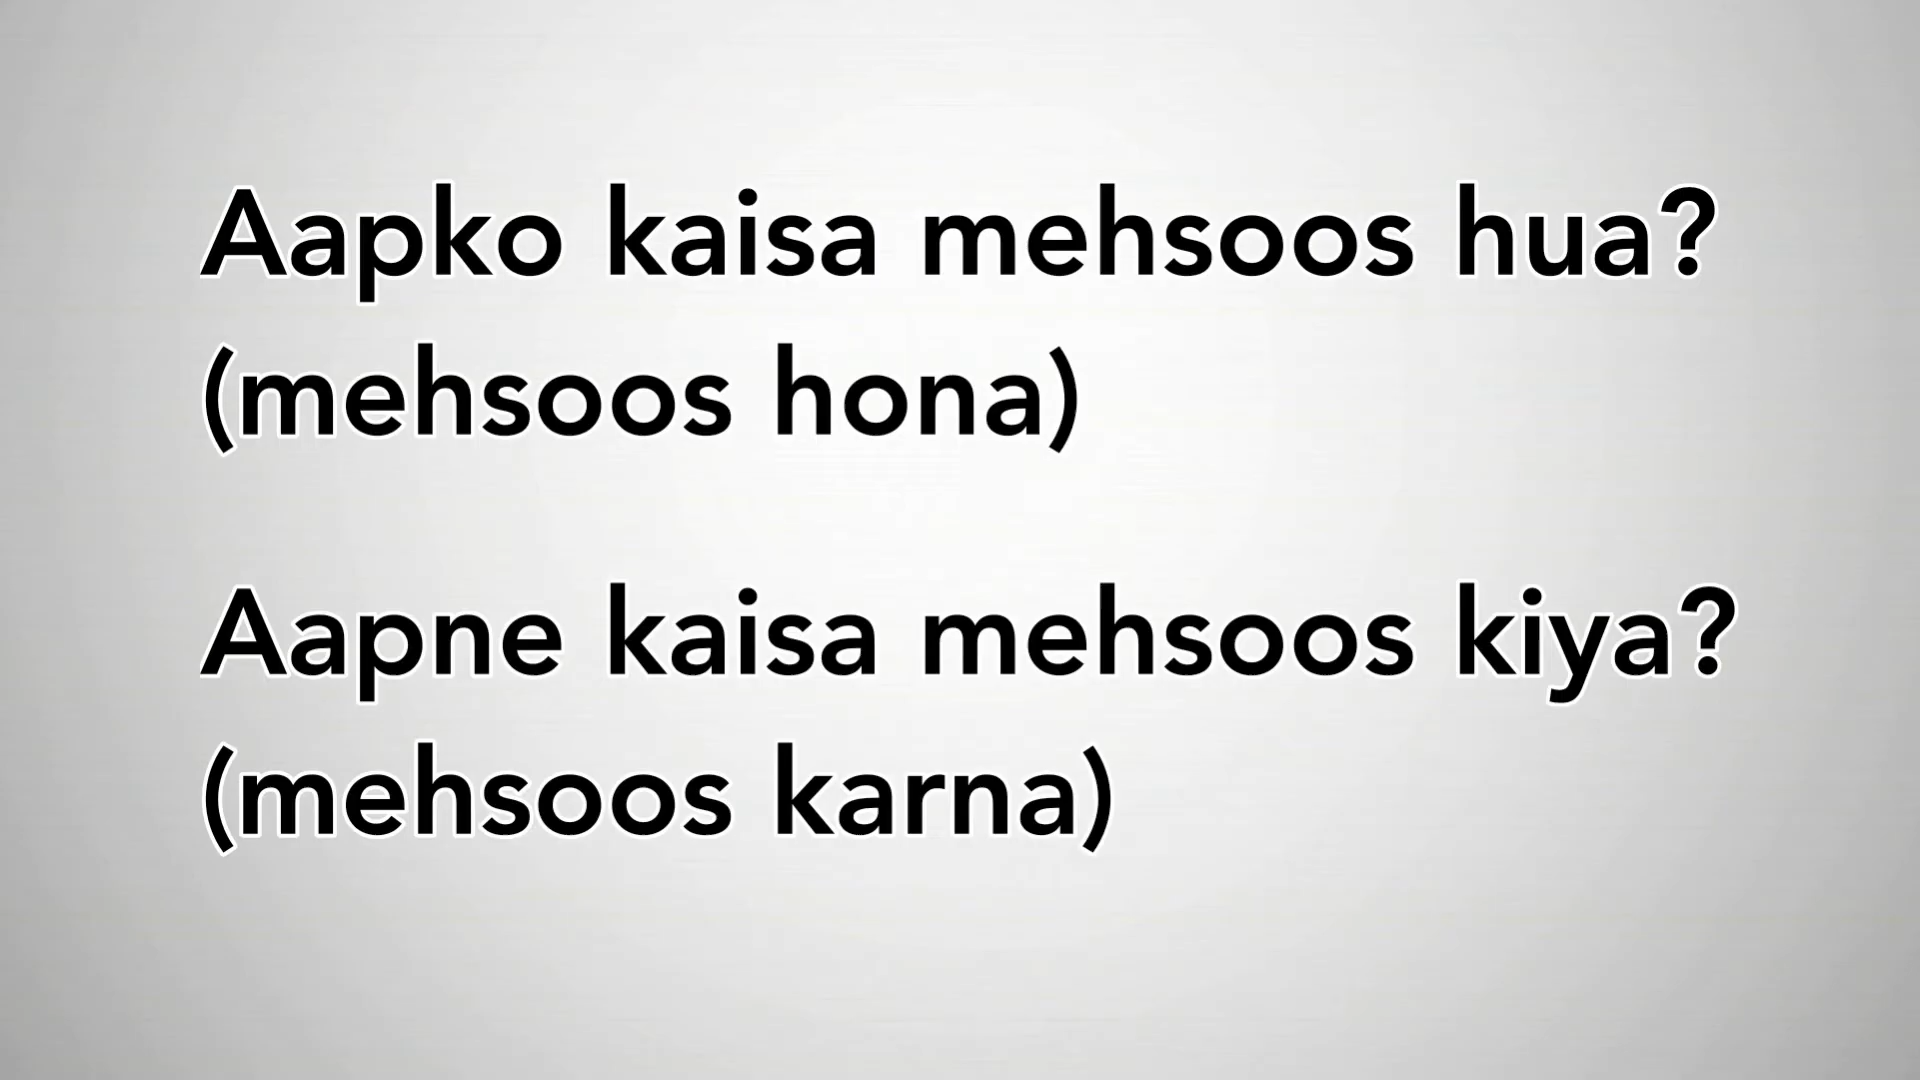 Aapko kaisa mehsoos hua?
(mehsoos hona)
Aapne kaisa mehsoos kiya?
(mehsoos karna)